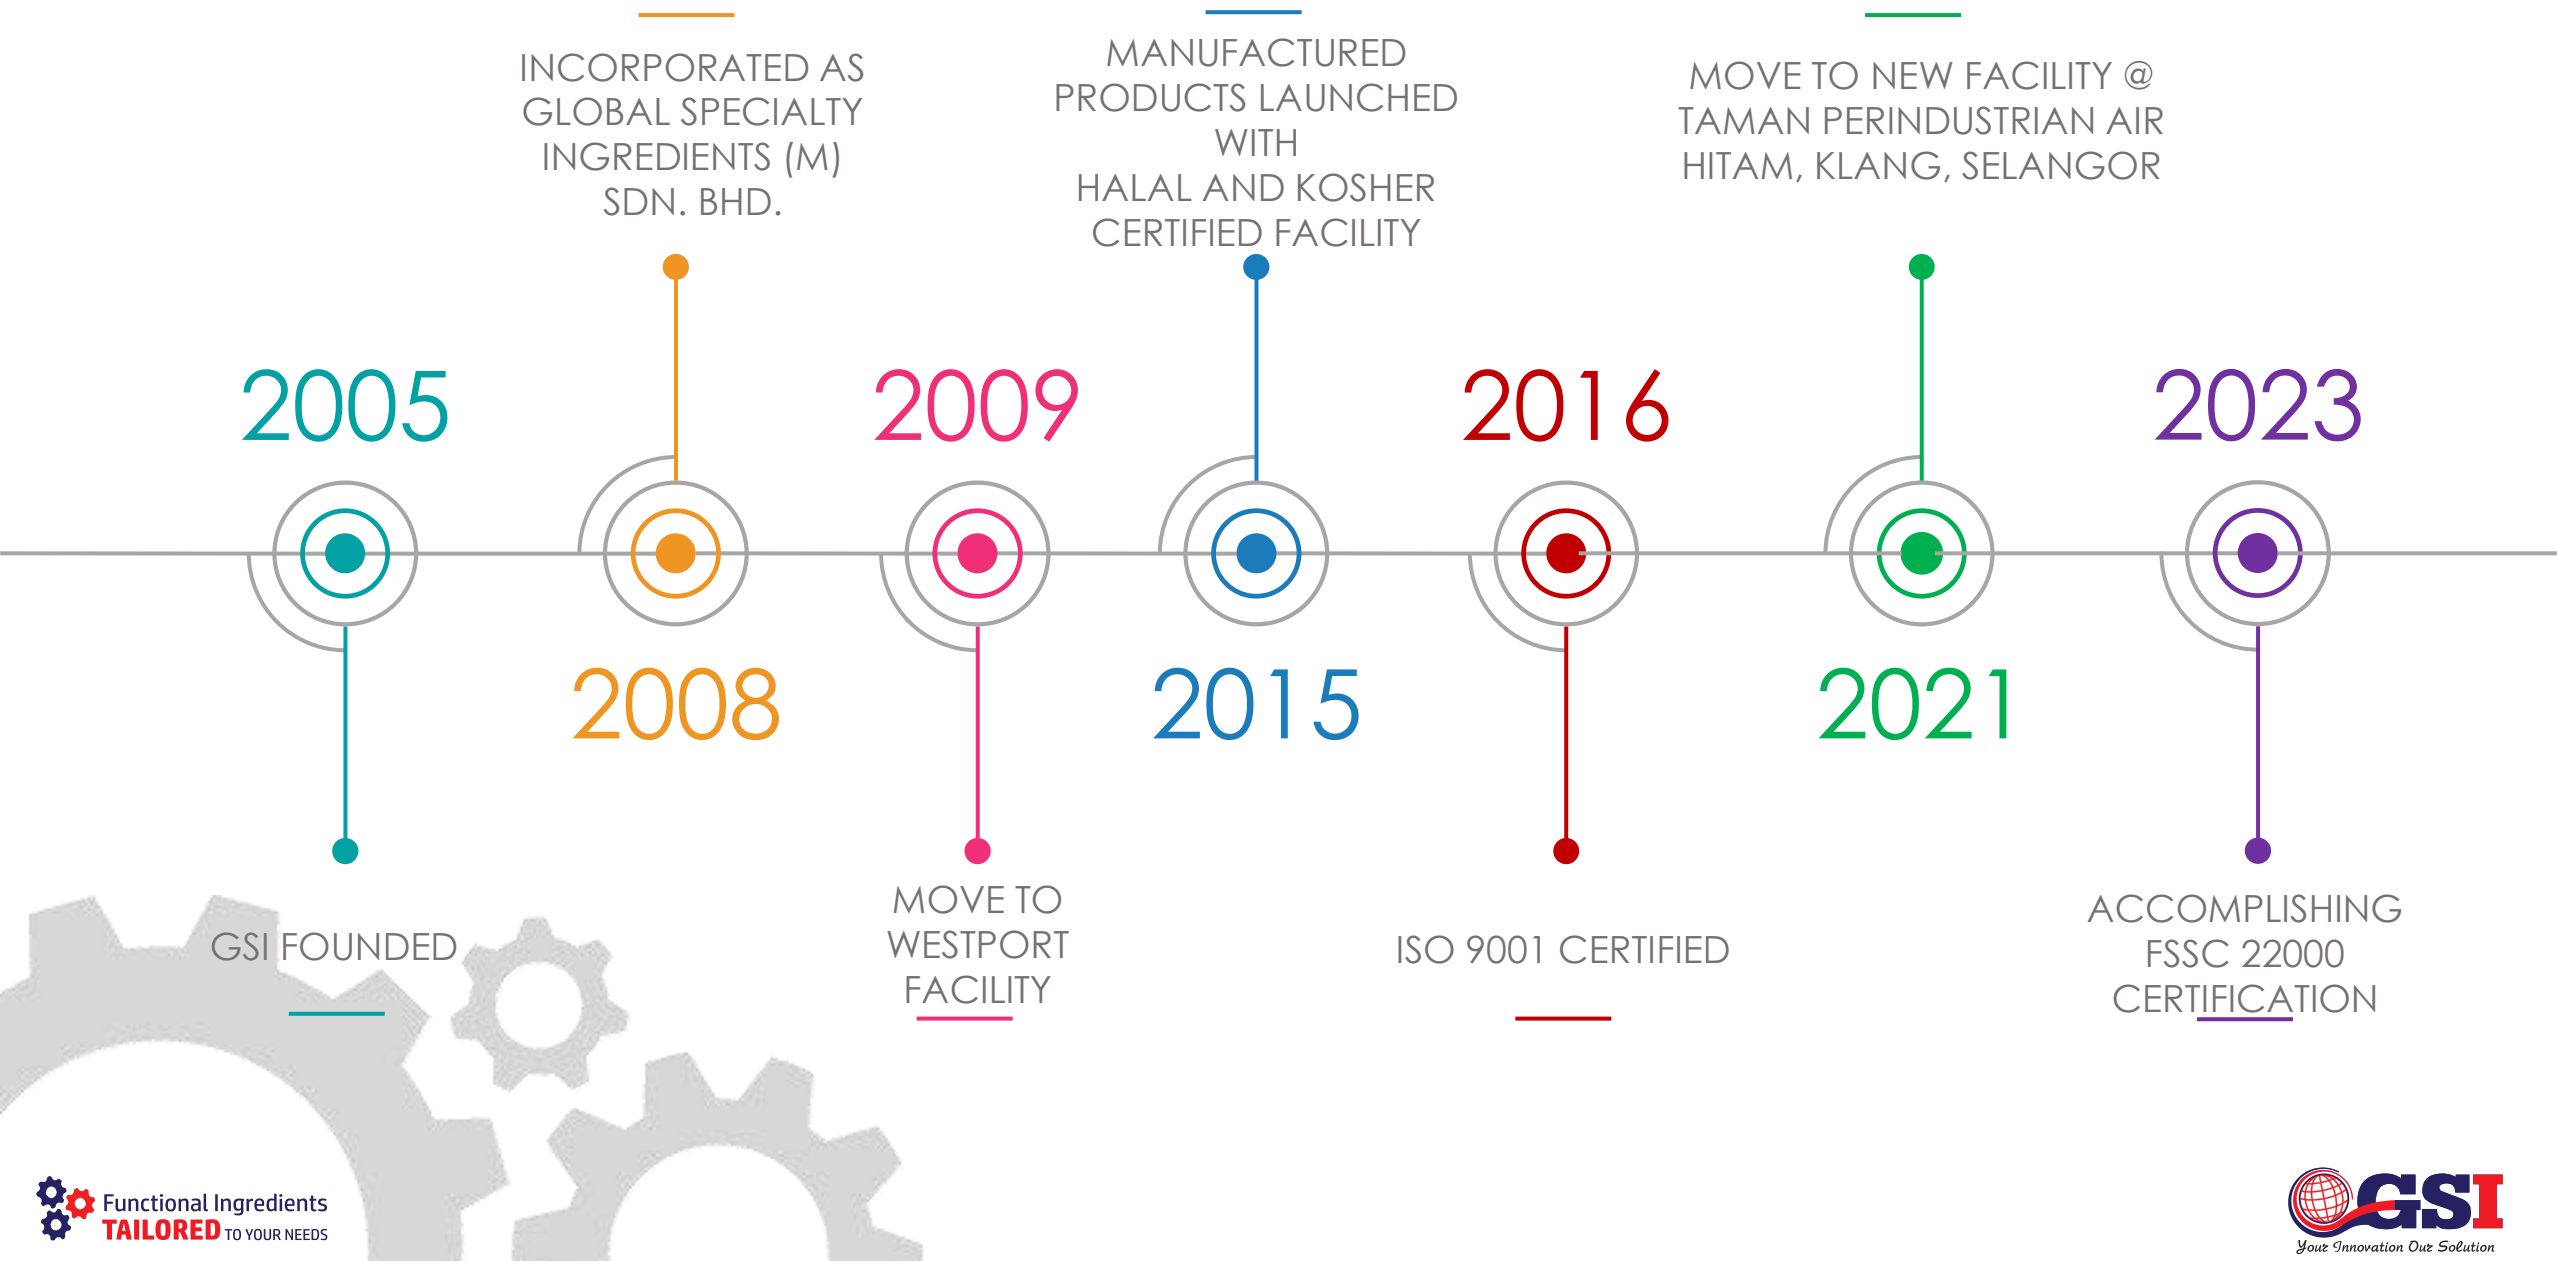 INCORPORATED AS
GLOBAL SPECIALTY
INGREDIENTS (M)
SDN. BHD.
MANUFACTURED
PRODUCTS LAUNCHED
WITH
HALAL AND KOSHER
CERTIFIED FACILITY
MOVE TO NEW FACILITY @
TAMAN PERINDUSTRIAN AIR
HITAM, KLANG, SELANGOR
2005
2009
2016
2023
2008
2015
2021
GSI FOUNDED
MOVE TO
WESTPORT
FACILITY
ISO 9001 CERTIFIED
ACCOMPLISHING
FSSC 22000
CERTIFICATION
Functional Ingredients
TAILORED TO YOUR NEEDS
GSI
Your Innovation Our Solution